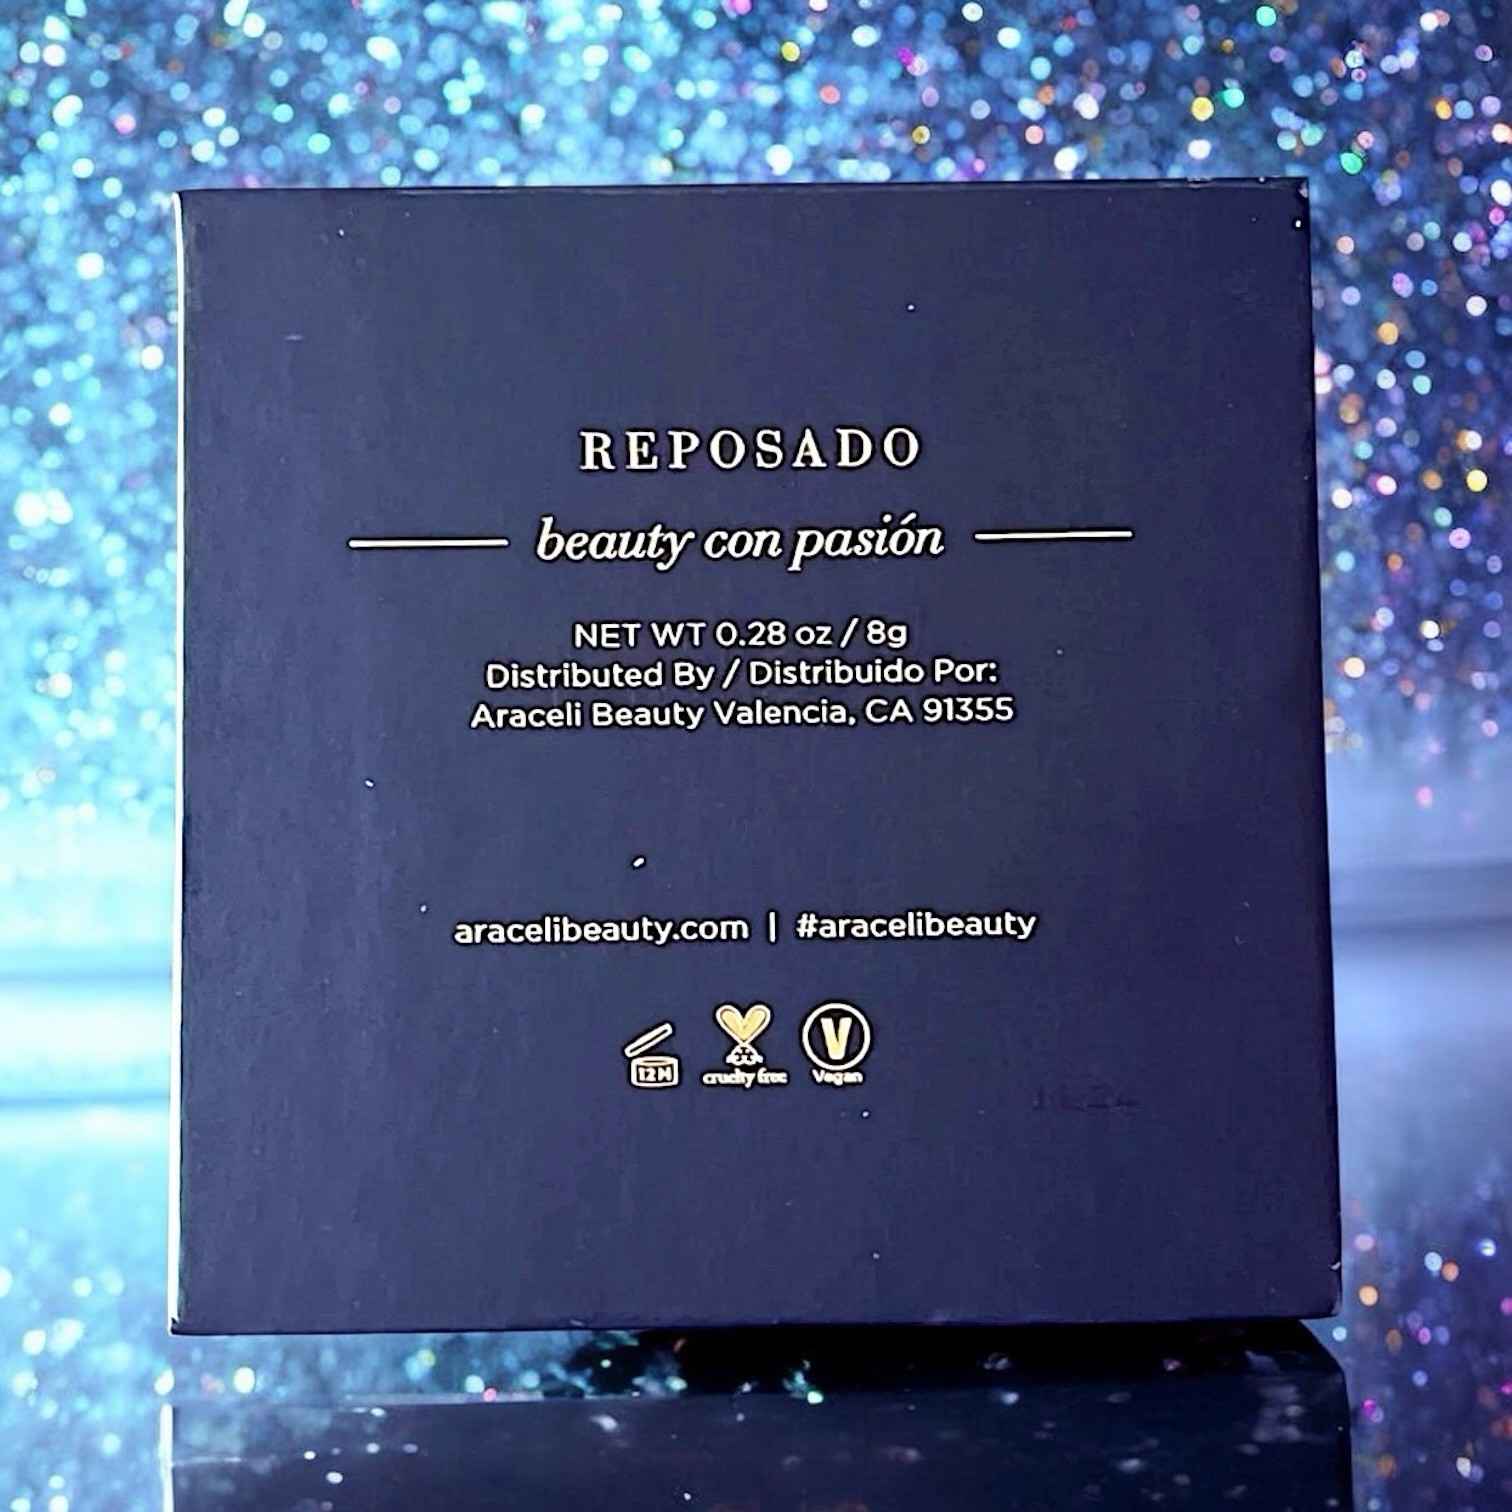 REPOSADO
beauty con pasión
NET WT 0.28 oz / 8g
Distributed By / Distribuido Por:
Araceli Beauty Valencia, CA 91355
aracelibeauty.com | #aracelibeauty
12M cruelty free V Vegan